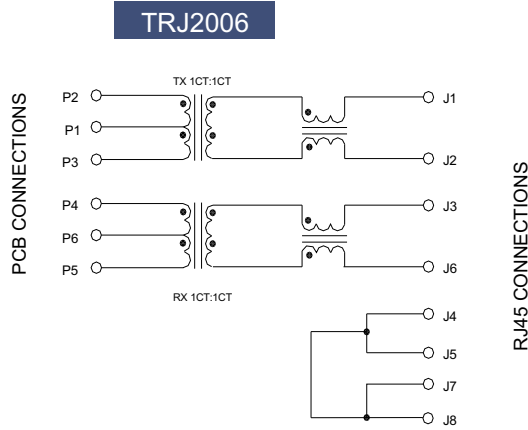 TRJ2006
TX 1CT:1CT
PCB CONNECTIONS
P2
P1
P3
P4
P6
P5
RX 1CT:1CT
J1
J2
J3
J6
J4
J5
J7
J8
RJ45 CONNECTIONS